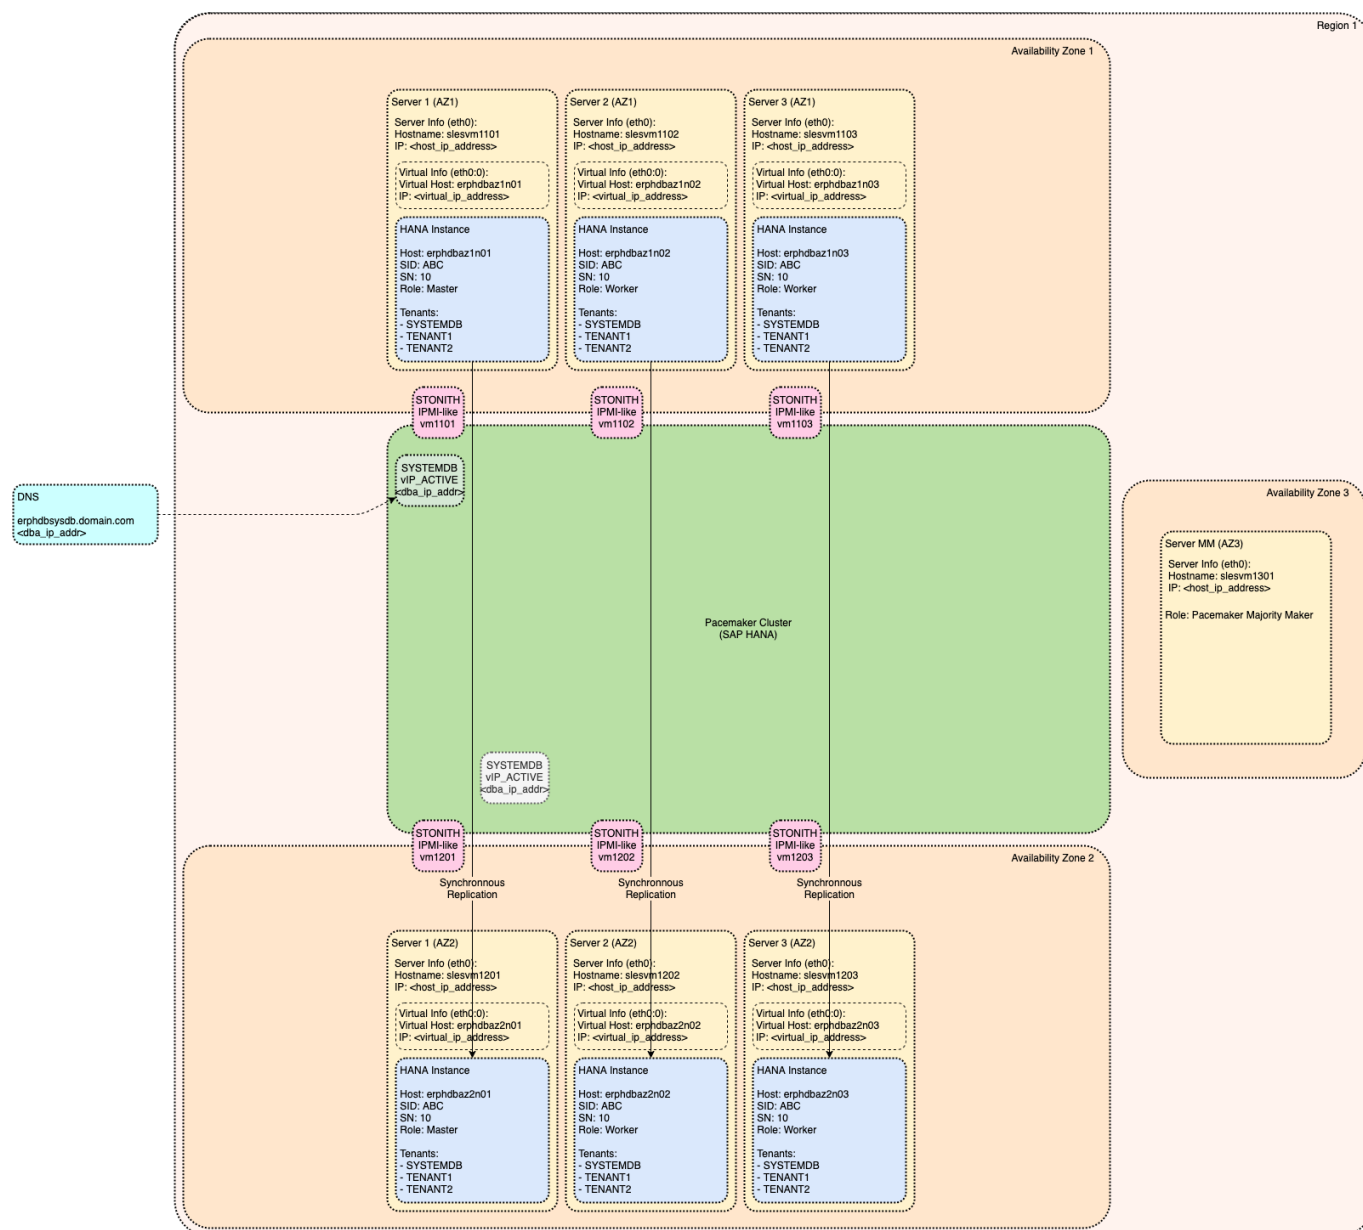 Region 1
Availability Zone 1
Server 1 (AZ1)
Server Info (eth0):
Hostname: slesvm1101
IP: <host_ip_address>
Virtual Info (eth0:0):
Virtual Host: erphdbaz1n01
IP: <virtual_ip_address>
HANA Instance
Host: erphdbaz1n01
SID: ABC
SN: 10
Role: Master
Tenants:
- SYSTEMDB
- TENANT1
- TENANT2
Server 2 (AZ1)
Server Info (eth0):
Hostname: slesvm1102
IP: <host_ip_address>
Virtual Info (eth0:0):
Virtual Host: erphdbaz1n02
IP: <virtual_ip_address>
HANA Instance
Host: erphdbaz1n02
SID: ABC
SN: 10
Role: Worker
Tenants:
- SYSTEMDB
- TENANT1
- TENANT2
Server 3 (AZ1)
Server Info (eth0):
Hostname: slesvm1103
IP: <host_ip_address>
Virtual Info (eth0:0):
Virtual Host: erphdbaz1n03
IP: <virtual_ip_address>
HANA Instance
Host: erphdbaz1n03
SID: ABC
SN: 10
Role: Worker
Tenants:
- SYSTEMDB
- TENANT1
- TENANT2
STONITH
IPMI-like
vm1101
STONITH
IPMI-like
vm1102
STONITH
IPMI-like
vm1103
SYSTEMDB
vIP_ACTIVE
<dba_ip_addr>
DNS
erphdbsysdb.domain.com
<dba_ip_addr>
Availability Zone 3
Server MM (AZ3)
Server Info (eth0):
Hostname: slesvm1301
IP: <host_ip_address>
Role: Pacemaker Majority Maker
Pacemaker Cluster
(SAP HANA)
SYSTEMDB
vIP_ACTIVE
<dba_ip_addr>
STONITH
IPMI-like
vm1201
STONITH
IPMI-like
vm1202
STONITH
IPMI-like
vm1203
Availability Zone 2
Synchronnous
Replication
Synchronnous
Replication
Synchronnous
Replication
Server 1 (AZ2)
Server Info (eth0):
Hostname: slesvm1201
IP: <host_ip_address>
Virtual Info (eth0:0):
Virtual Host: erphdbaz2n01
IP: <virtual_ip_address>
HANA Instance
Host: erphdbaz2n01
SID: ABC
SN: 10
Role: Master
Tenants:
- SYSTEMDB
- TENANT1
- TENANT2
Server 2 (AZ2)
Server Info (eth0):
Hostname: slesvm1202
IP: <host_ip_address>
Virtual Info (eth0:0):
Virtual Host: erphdbaz2n02
IP: <virtual_ip_address>
HANA Instance
Host: erphdbaz2n02
SID: ABC
SN: 10
Role: Worker
Tenants:
- SYSTEMDB
- TENANT1
- TENANT2
Server 3 (AZ2)
Server Info (eth0):
Hostname: slesvm1203
IP: <host_ip_address>
Virtual Info (eth0:0):
Virtual Host: erphdbaz2n03
IP: <virtual_ip_address>
HANA Instance
Host: erphdbaz2n03
SID: ABC
SN: 10
Role: Worker
Tenants:
- SYSTEMDB
- TENANT1
- TENANT2